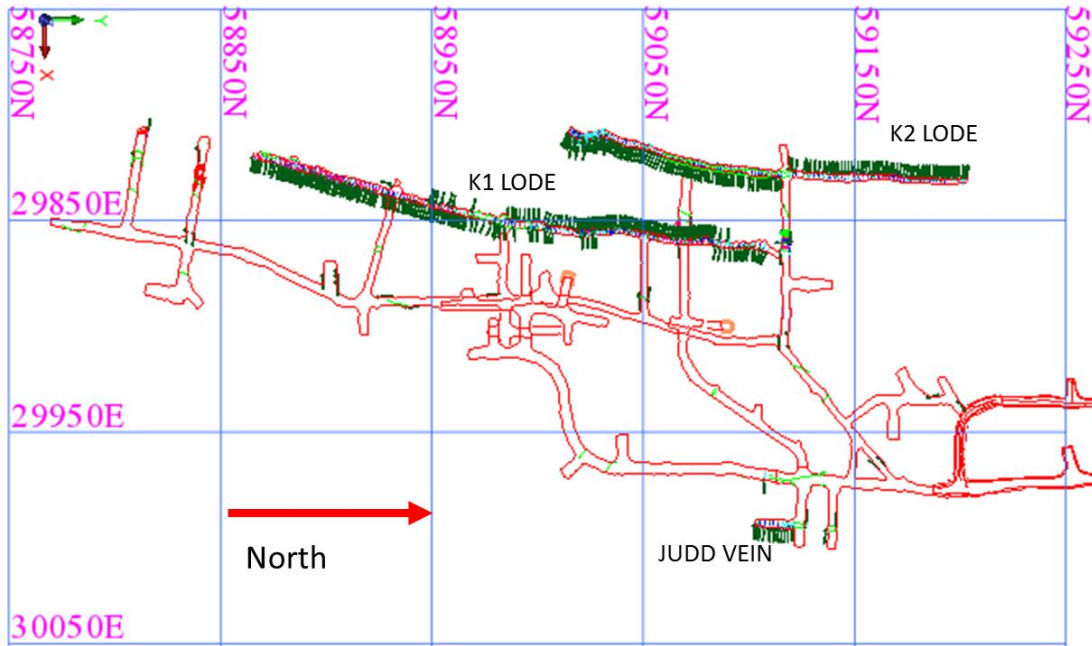 58750N
58850N
58950N
59050N
59150N
59250N
Y
X
K2 LODE
K1 LODE
29850E
29950E
North
JUDD VEIN
30050E